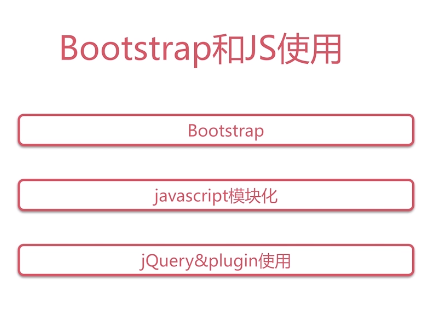 Bootstrap和JS使用
Bootstrap
javascript模块化
jQuery&plugin使用